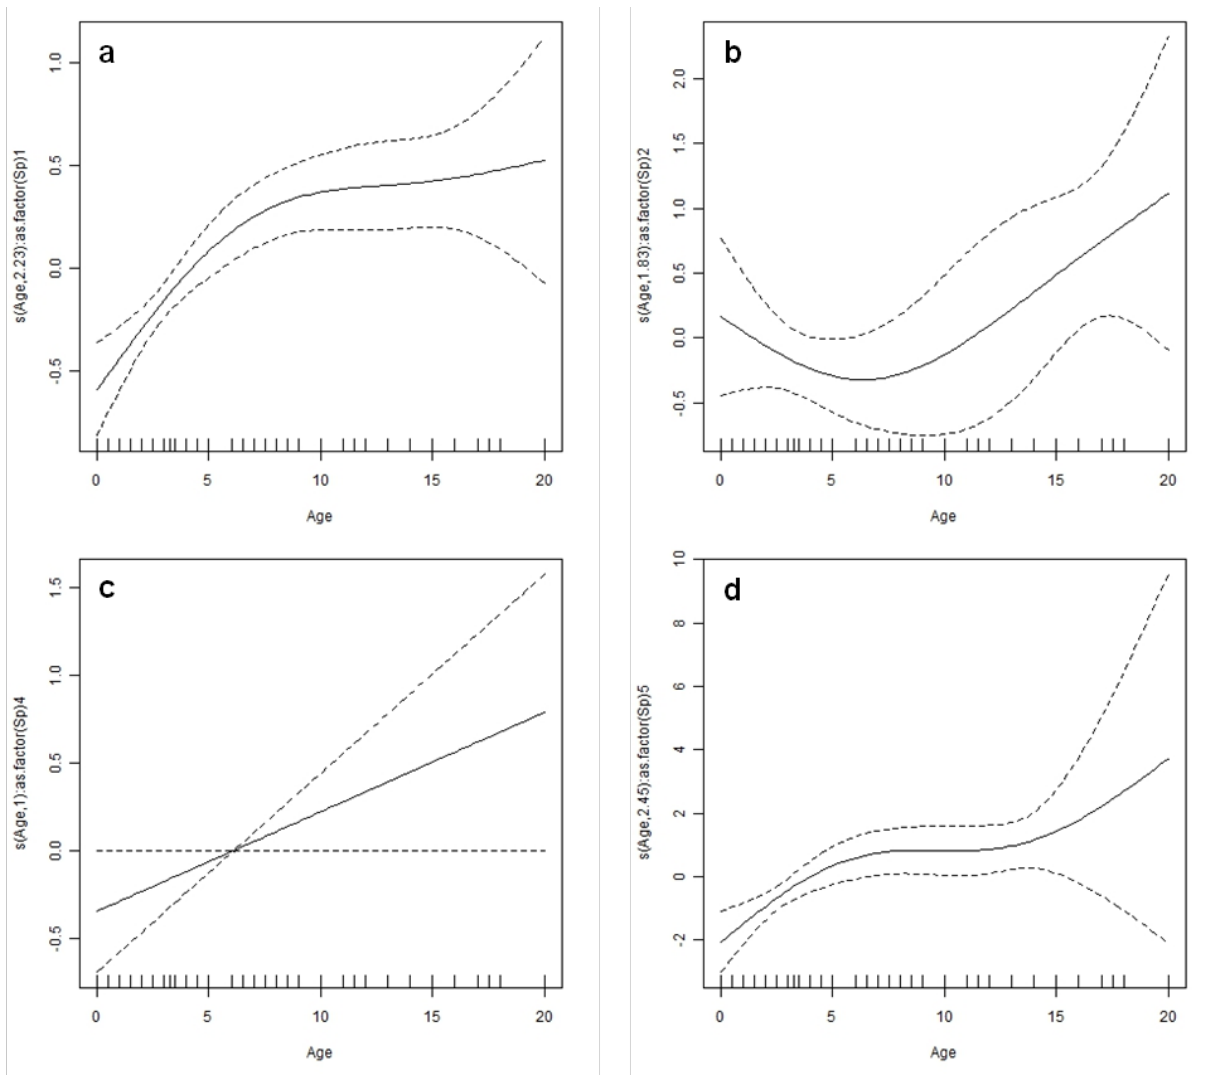 a
1.0
0.5
0.0
-0.5
s(Age,2.23):as.factor(Sp)1
0 5 10 15 20
Age
b
2.0
1.5
1.0
0.5
0.0
-0.5
s(Age,1.83):as.factor(Sp)2
0 5 10 15 20
Age
c
1.5
1.0
0.5
0.0
-0.5
s(Age,1):as.factor(Sp)4
0 5 10 15 20
Age
d
10
8
6
4
2
0
-2
s(Age,2.45):as.factor(Sp)5
0 5 10 15 20
Age